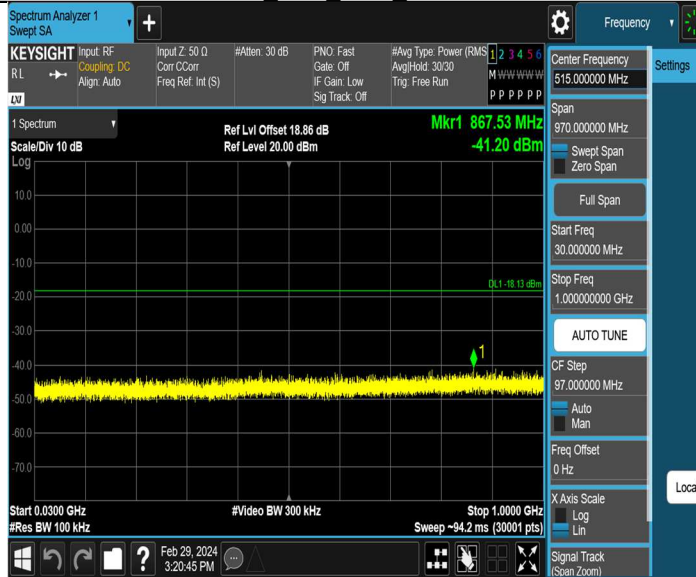 Spectrum Analyzer 1
Swept SA
Frequency
KEYSIGHT
RL
LXI
Input: RF
Coupling: DC
Align: Auto
Input Z: 50 Ω
Corr CCorr
Freq Ref: Int (S)
#Atten: 30 dB
PNO: Fast
Gate: Off
IF Gain: Low
Sig Track: Off
#Avg Type: Power (RMS
Avg|Hold: 30/30
Trig: Free Run
1 2 3 4 5 6
M W W W W W
P P P P P P
1 Spectrum
Scale/Div 10 dB
Log
Ref Lvl Offset 18.86 dB
Ref Level 20.00 dBm
Mkr1 867.53 MHz
-41.20 dBm
10.0
0.00
-10.0
-20.0
-30.0
-40.0
-50.0
-60.0
-70.0
DL1 -18.13 dBm
1
Start 0.0300 GHz
#Res BW 100 kHz
#Video BW 300 kHz
Stop 1.0000 GHz
Sweep ~94.2 ms (30001 pts)
?
Feb 29, 2024
3:20:45 PM
Center Frequency
515.000000 MHz
Span
970.000000 MHz
Swept Span
Zero Span
Full Span
Start Freq
30.000000 MHz
Stop Freq
1.000000000 GHz
AUTO TUNE
CF Step
97.000000 MHz
Auto
Man
Freq Offset
0 Hz
X Axis Scale
Log
Lin
Signal Track
(Span Zoom)
Settings
Loca